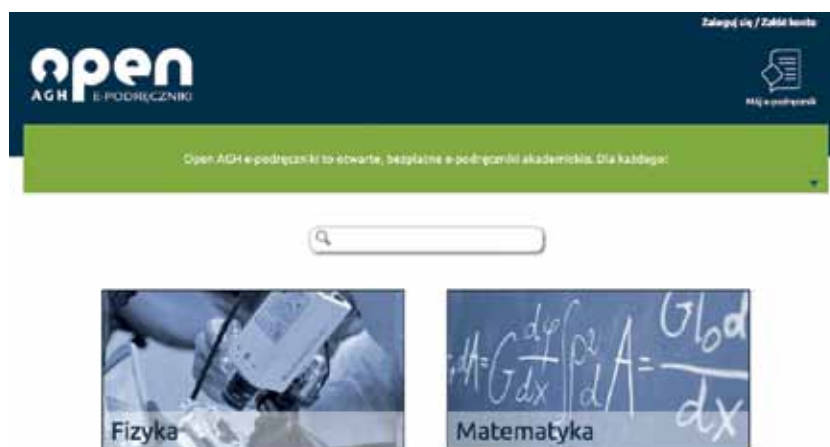 Zaloguj się / Załóż konto
open
AGH E-PODRĘCZNIKI
Mój e-podręcznik
Open AGH e-podręczniki to otwarte, bezpłatne e-podręczniki akademickie. Dla każdego!
Fizyka
Matematyka